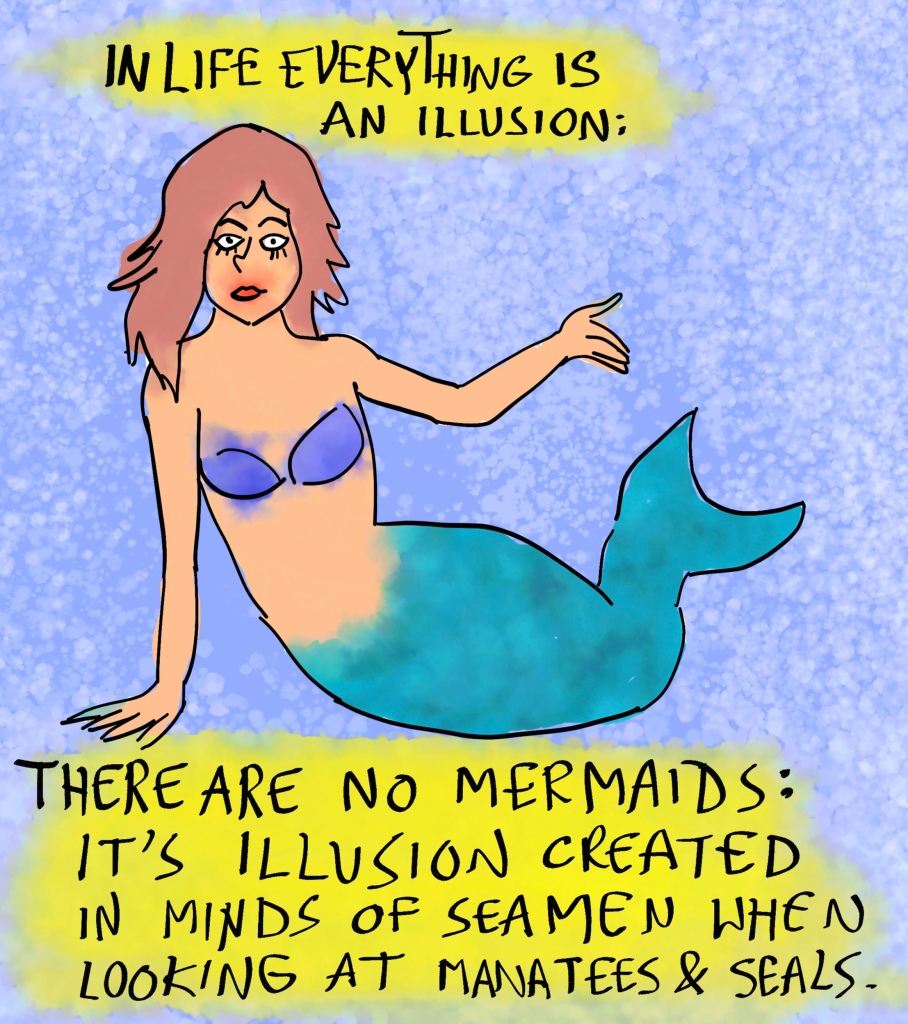 IN LIFE EVERYTHING IS
AN ILLUSION:
THERE ARE NO MERMAIDS:
IT'S ILLUSION CREATED
IN MINDS OF SEAMEN WHEN
LOOKING AT MANATEES & SEALS.